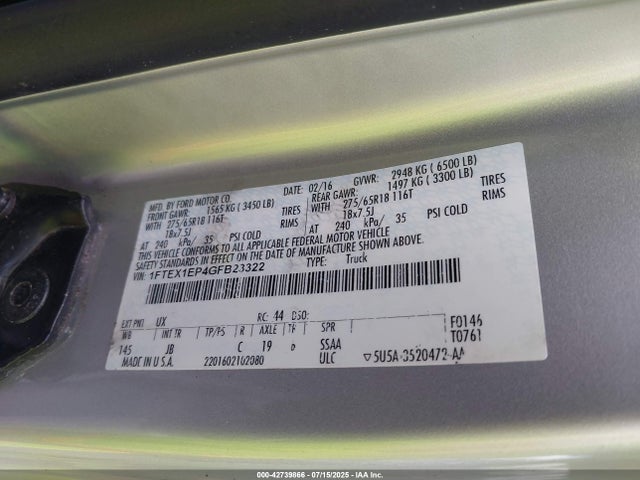 MFD. BY FORD MOTOR CO.
DATE: 02/16 GVWR: 2948 KG ( 6500 LB)
FRONT GAWR: 1565 KG ( 3450 LB) REAR GAWR: 1497 KG ( 3300 LB)
WITH 275/65R18 116T TIRES WITH 275/65R18 116T TIRES
18x7.5J RIMS 18x7.5J RIMS
AT 240 kPa/ 35 PSI COLD AT 240 kPa/ 35 PSI COLD
THIS VEHICLE CONFORMS TO ALL APPLICABLE FEDERAL MOTOR VEHICLE
SAFETY STANDARDS IN EFFECT ON THE DATE OF MANUFACTURE SHOWN ABOVE.
VIN: 1FTEX1EP4GFB23322 TYPE: Truck
EXT PNT: UX RC: 44 DSO: F0146
WB INT TR TP/PS R AXLE TR SPR T0761
145 JB C 19 SSAA
MADE IN U.S.A. 2201602102080 ULC 5U5A-3520472-AA
000-42739866 - 07/15/2025 - IAA Inc.